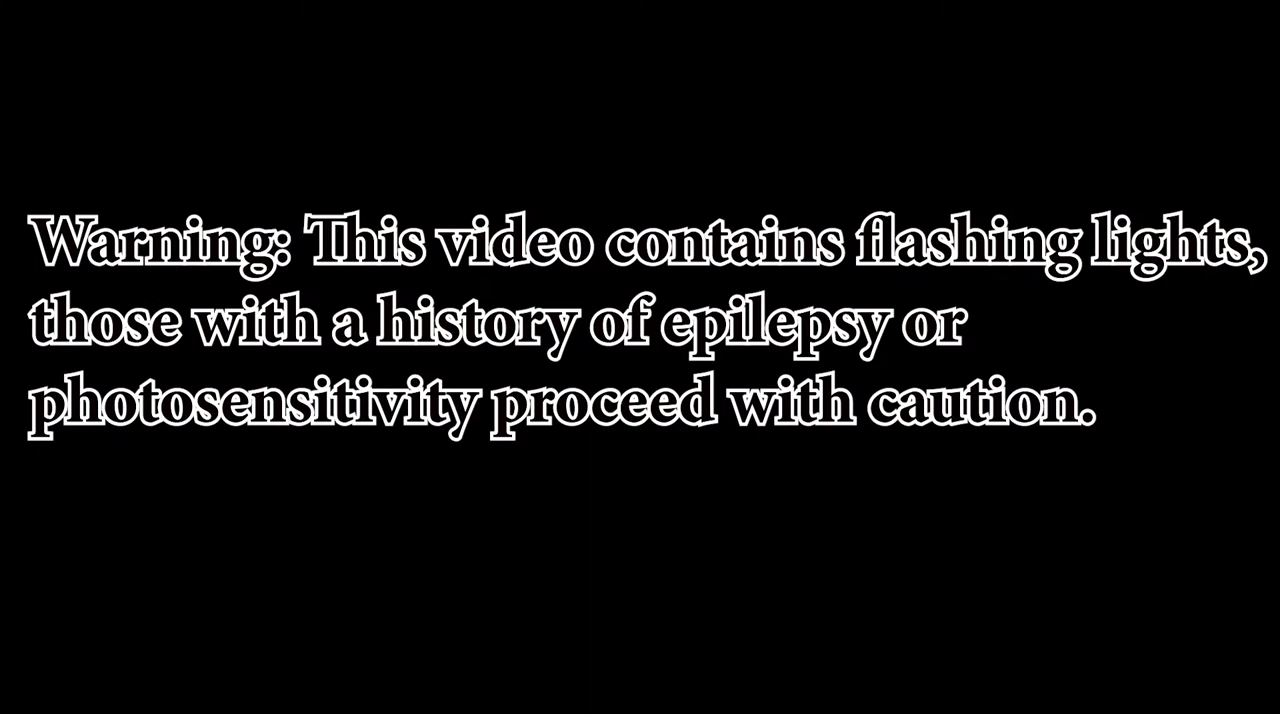 Warning: This video contains flashing lights,
those with a history of epilepsy or
photosensitivity proceed with caution.